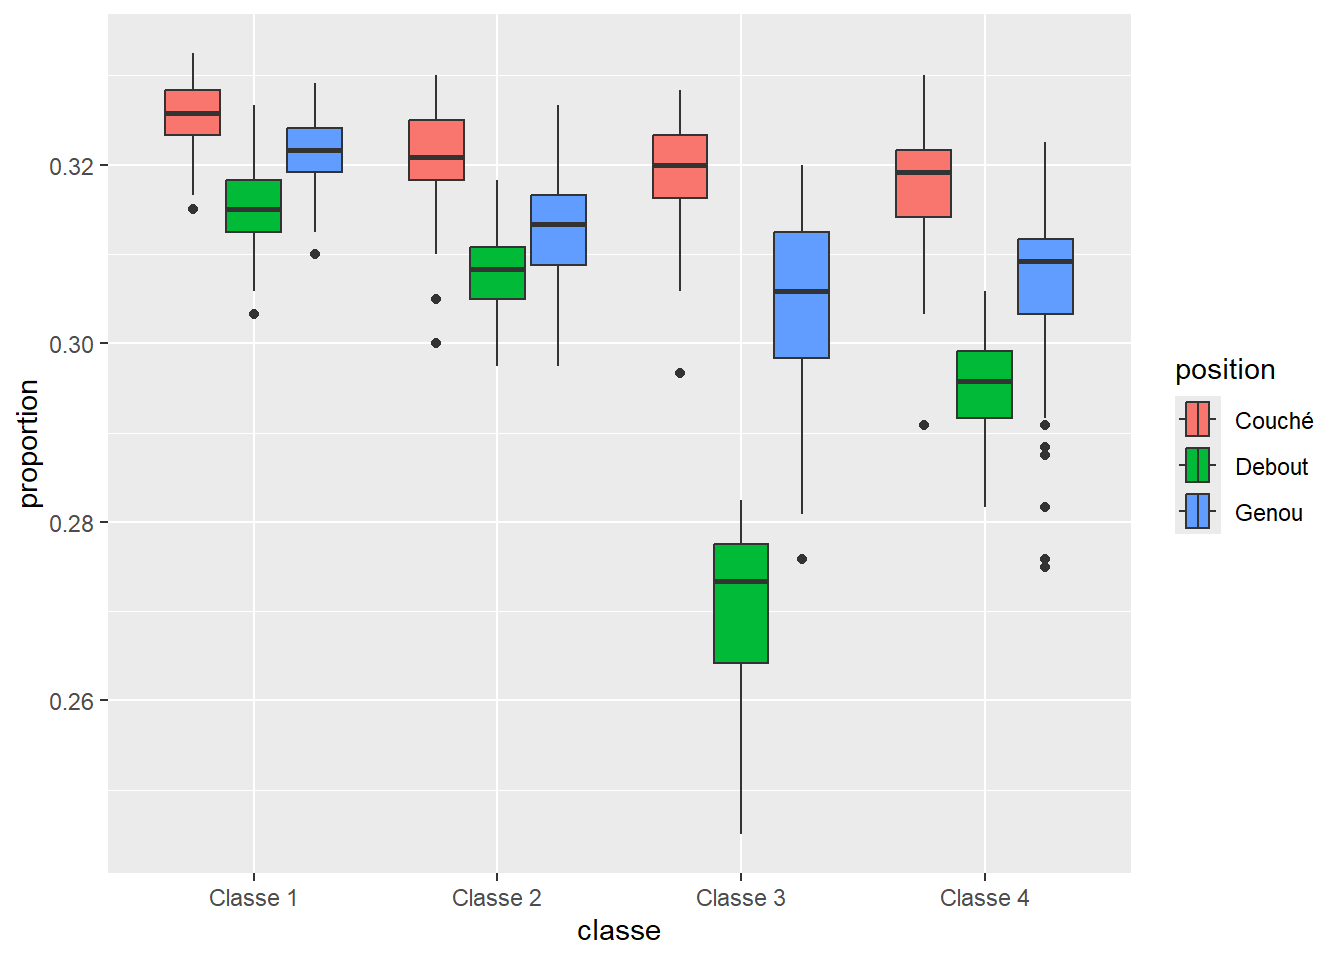 proportion
0.32
0.30
0.28
0.26
Classe 1
Classe 2
Classe 3
Classe 4
classe
position
Couché
Debout
Genou